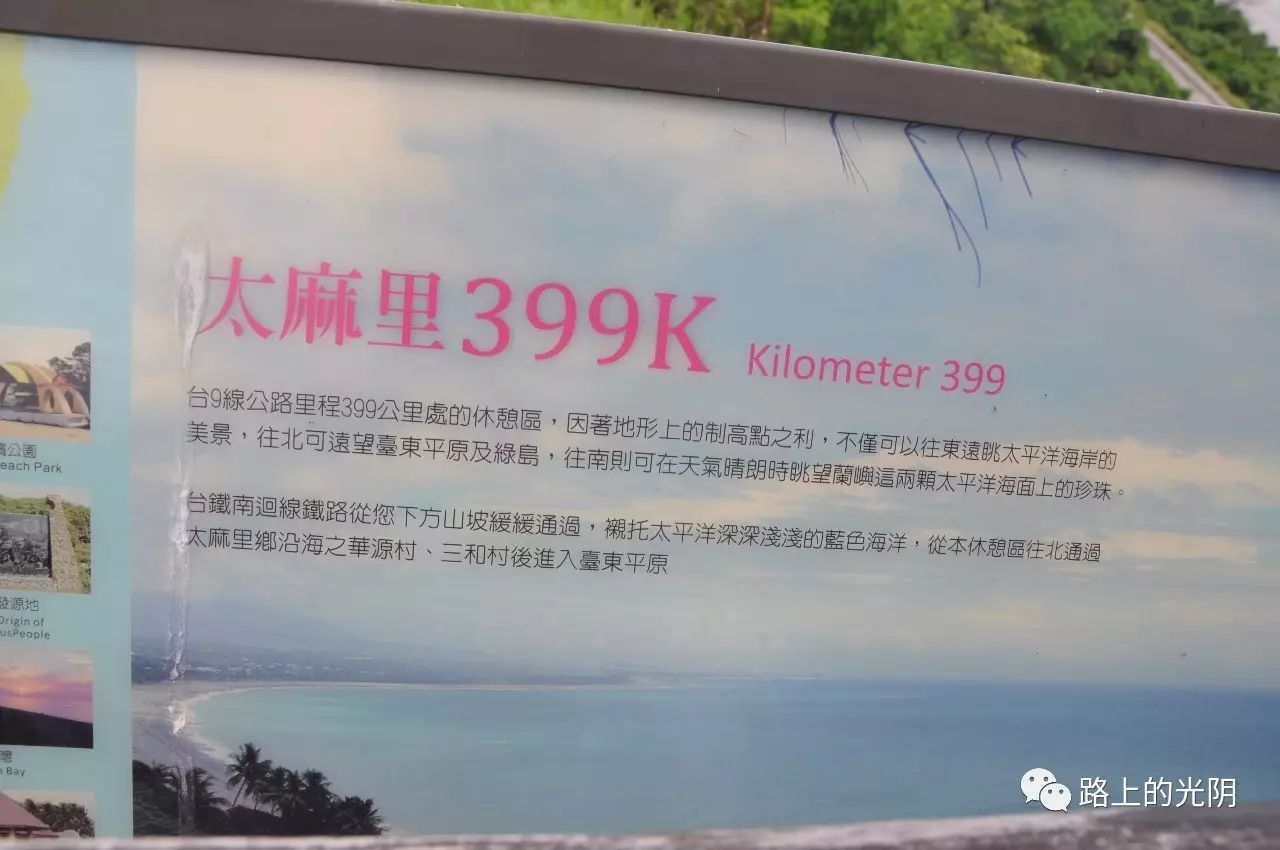 太麻里399K Kilometer 399
台9線公路里程399公里處的休憩區，因著地形上的制高點之利，不僅可以往東遠眺太平洋海岸的
美景，往北可遠望臺東平原及綠島，往南則可在天氣晴朗時眺望蘭嶼這兩顆太平洋海面上的珍珠。
台鐵南迴線鐵路從您下方山坡緩緩通過，襯托太平洋深深淺淺的藍色海洋，從本休憩區往北通過
太麻里鄉沿海之華源村、三和村後進入臺東平原
公園
each Park
發源地
Origin of
usPeople
灣
Bay
路上的光阴